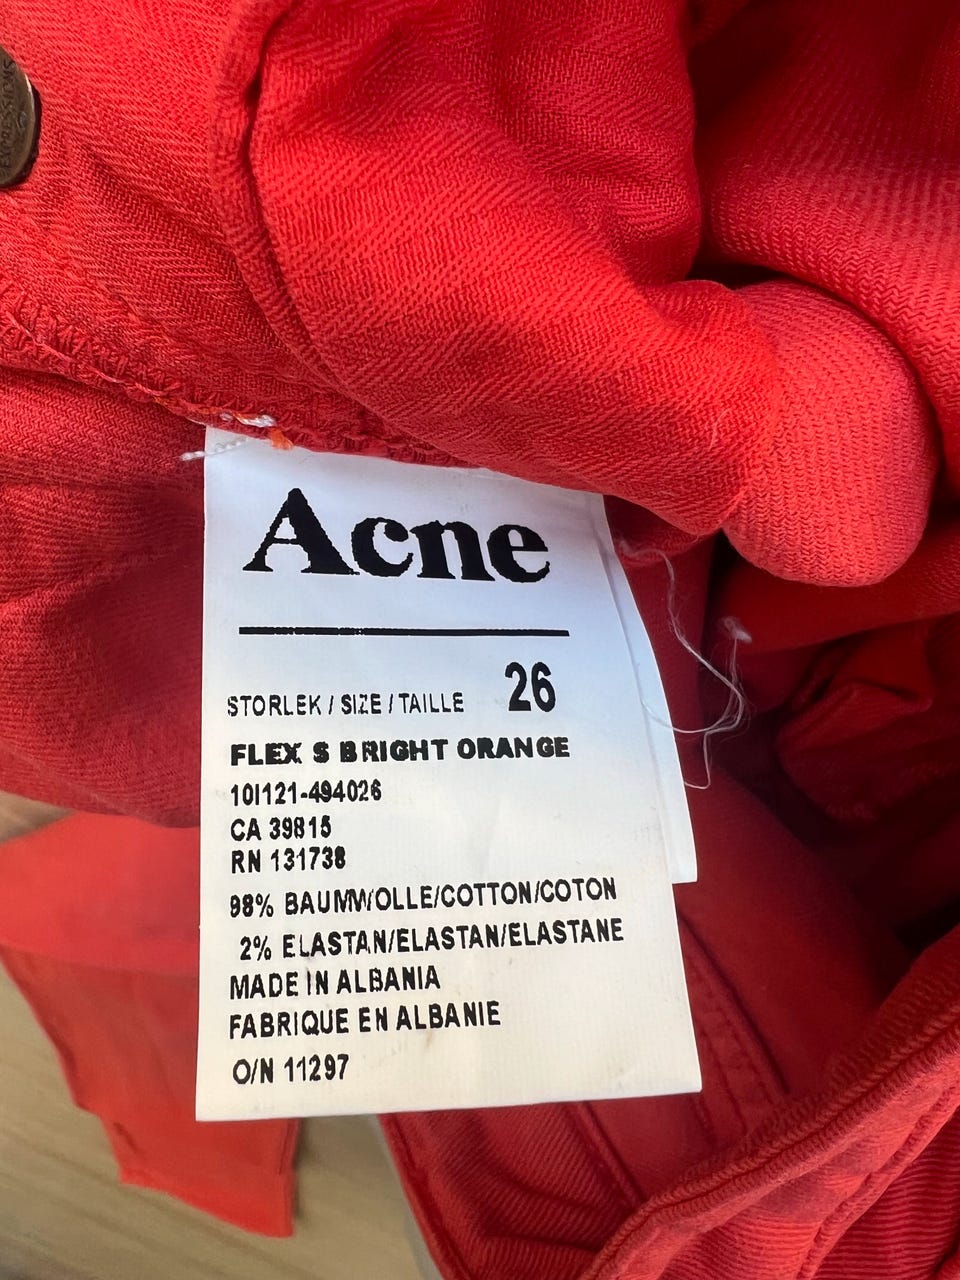 EXPRESSIONS
Acne
STORLEK / SIZE / TAILLE 26
FLEX S BRIGHT ORANGE
10I121-494026
CA 39815
RN 131738
98% BAUMWOLLE/COTTON/COTON
2% ELASTAN/ELASTAN/ELASTANE
MADE IN ALBANIA
FABRIQUE EN ALBANIE
O/N 11297